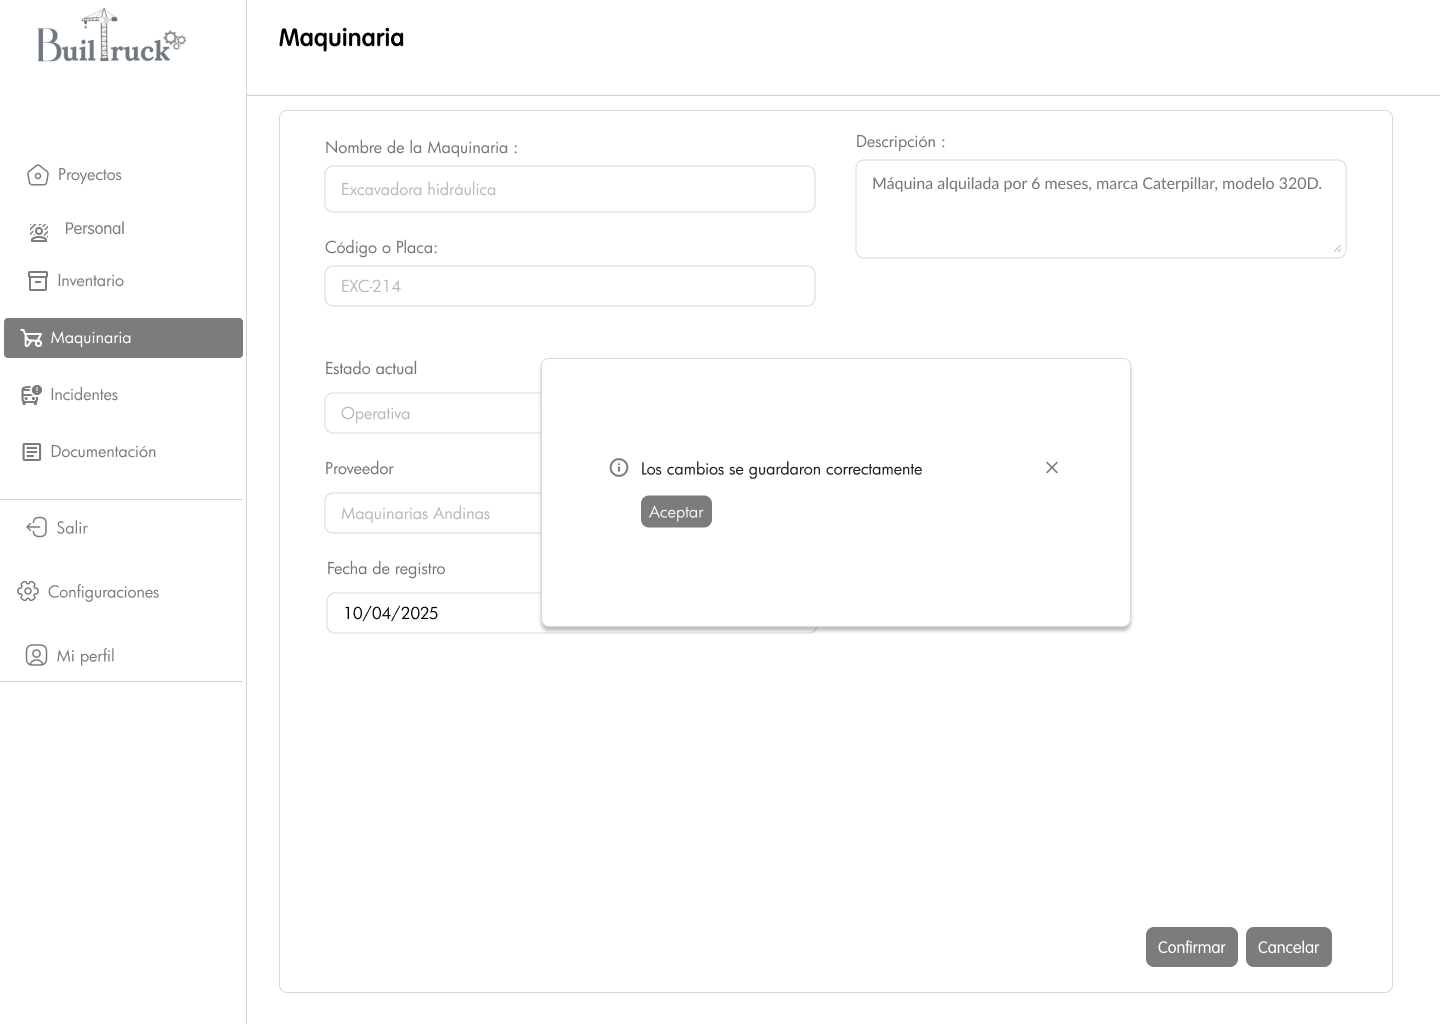 BuilTruck
Maquinaria
Proyectos
Personal
Inventario
Maquinaria
Incidentes
Documentación
Salir
Configuraciones
Mi perfil
Nombre de la Maquinaria :
Excavadora hidráulica
Código o Placa:
EXC-214
Descripción :
Máquina alquilada por 6 meses, marca Caterpillar, modelo 320D.
Estado actual
Operativa
Proveedor
Maquinarias Andinas
Fecha de registro
10/04/2025
Los cambios se guardaron correctamente
Aceptar
Confirmar
Cancelar